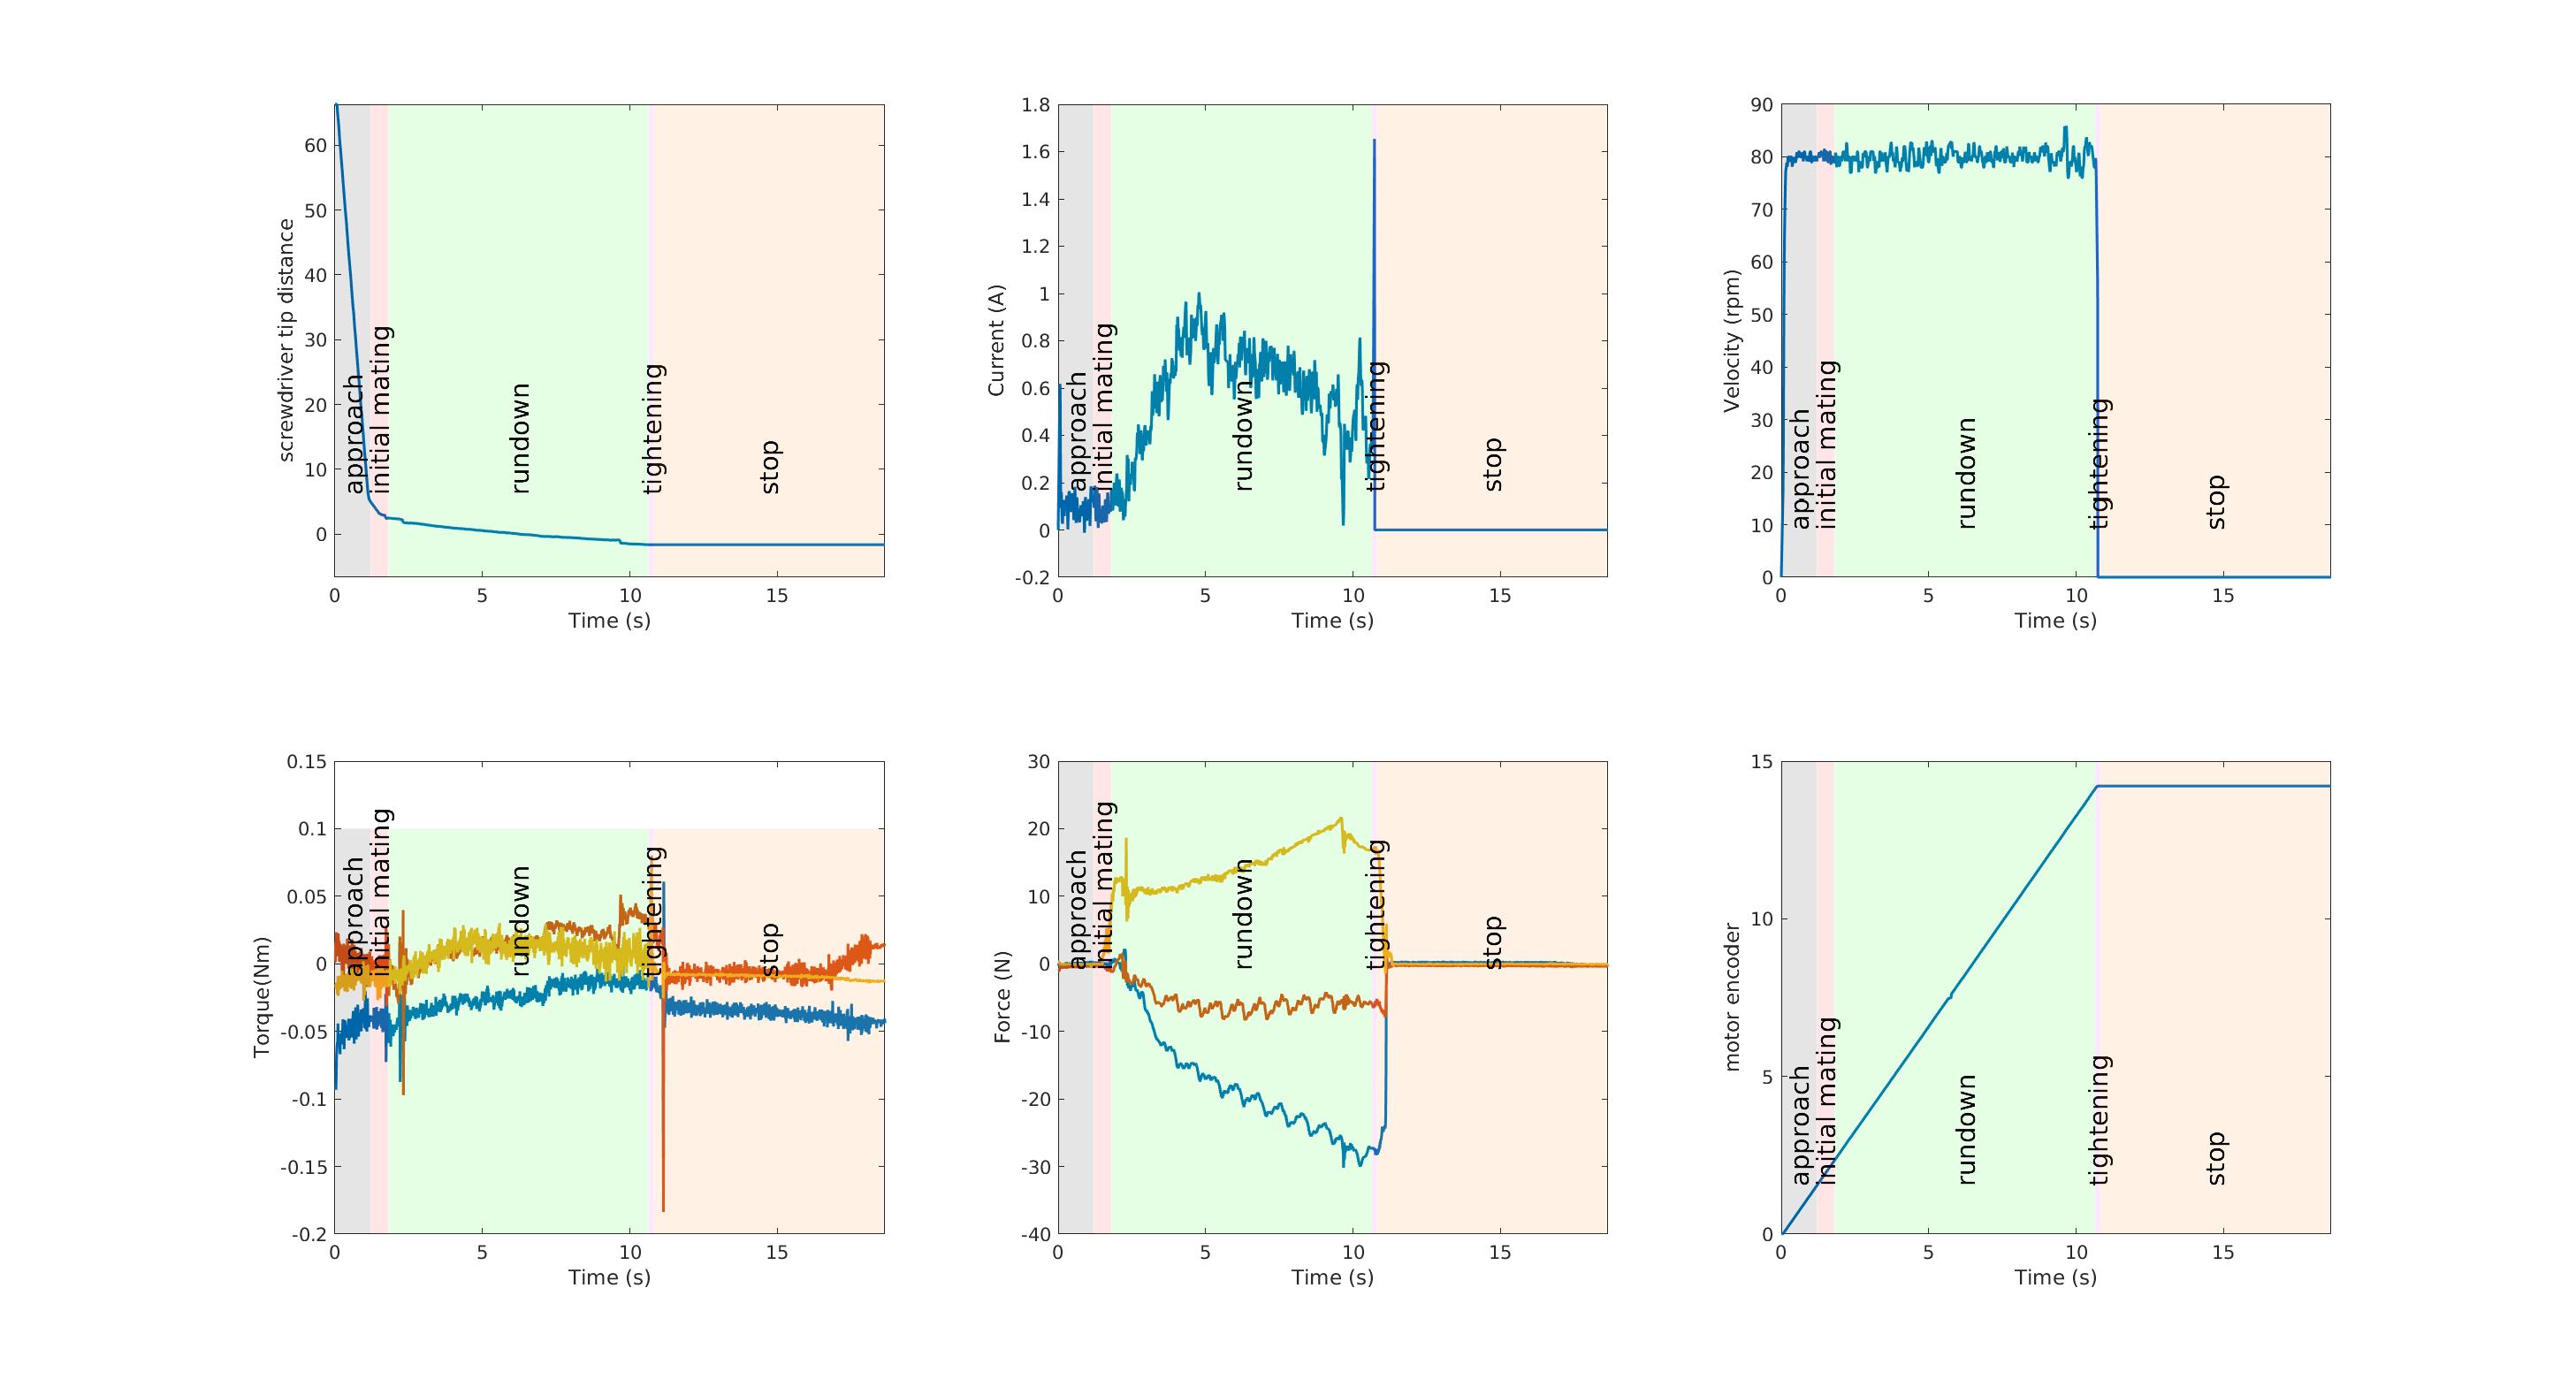 screwdriver tip distance
60
50
40
30
20
10
0
approach
initial mating
rundown
tightening
stop
0 5 10 15
Time (s)
Current (A)
1.8
1.6
1.4
1.2
1
0.8
0.6
0.4
0.2
0
-0.2
approach
initial mating
rundown
tightening
stop
0 5 10 15
Time (s)
Velocity (rpm)
90
80
70
60
50
40
30
20
10
0
approach
initial mating
rundown
tightening
stop
0 5 10 15
Time (s)
Torque(Nm)
0.15
0.1
0.05
0
-0.05
-0.1
-0.15
-0.2
approach
initial mating
rundown
tightening
stop
0 5 10 15
Time (s)
Force (N)
30
20
10
0
-10
-20
-30
-40
approach
initial mating
rundown
tightening
stop
0 5 10 15
Time (s)
motor encoder
15
10
5
0
approach
initial mating
rundown
tightening
stop
0 5 10 15
Time (s)